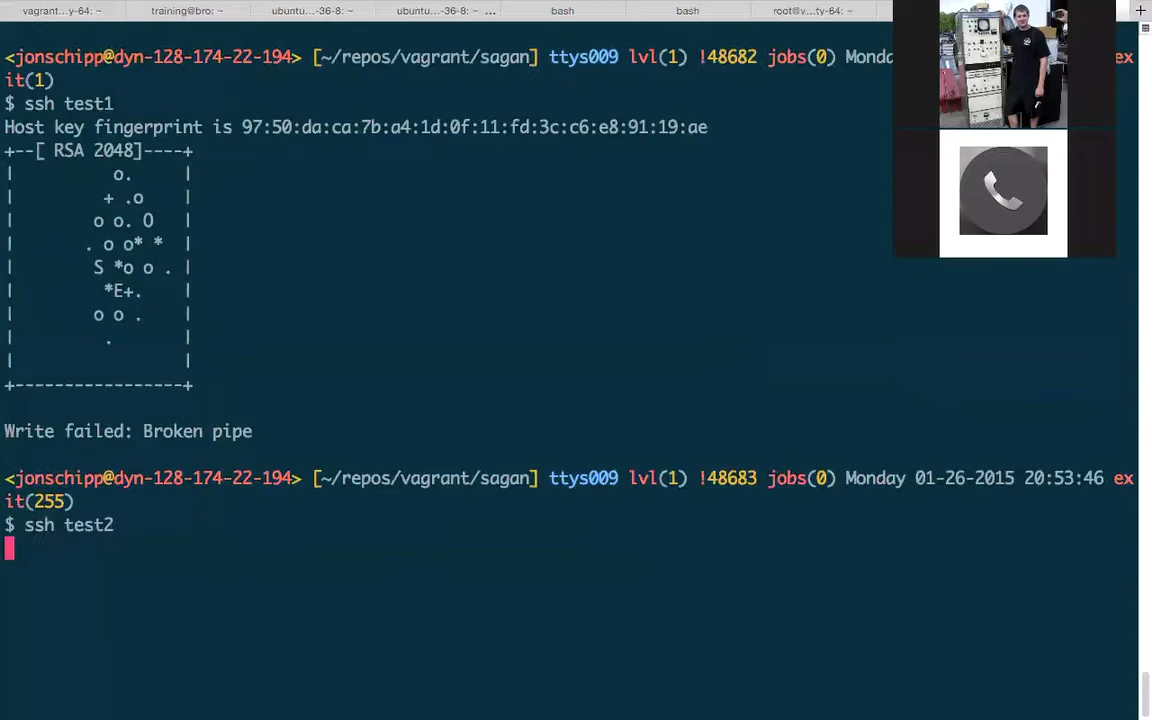 vagrant...y-64: ~ training@bro: ~ ubuntu...-36-8: ~ ubuntu...-36-8: ~ ... bash bash root@v...ty-64: ~ +
<jonschipp@dyn-128-174-22-194> [~/repos/vagrant/sagan] ttys009 lvl(1) !48682 jobs(0) Monda ex
it(1)
$ ssh test1
Host key fingerprint is 97:50:da:ca:7b:a4:1d:0f:11:fd:3c:c6:e8:91:19:ae
+--[ RSA 2048]----+
|          o.     |
|         + .o    |
|        o o. O   |
|       . o o* *  |
|        S *o o . |
|         *E+.    |
|        o o .    |
|         .       |
|                 |
+-----------------+
Write failed: Broken pipe
<jonschipp@dyn-128-174-22-194> [~/repos/vagrant/sagan] ttys009 lvl(1) !48683 jobs(0) Monday 01-26-2015 20:53:46 ex
it(255)
$ ssh test2